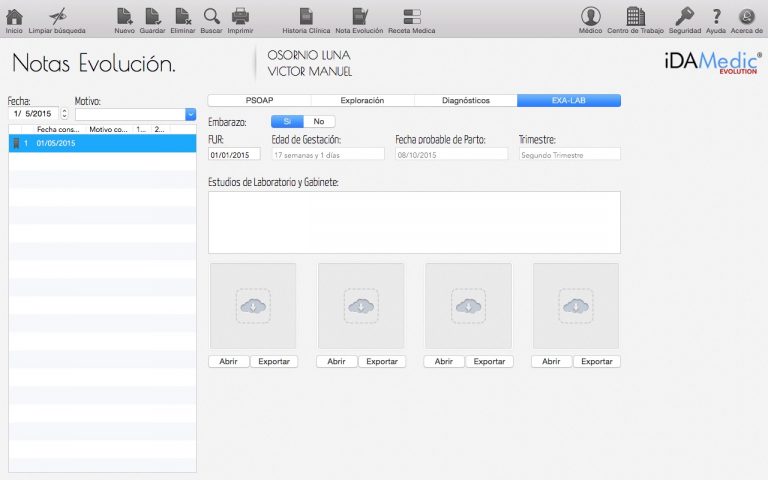 Inicio Limpiar búsqueda Nuevo Guardar Eliminar Buscar Imprimir Historia Clínica Nota Evolución Receta Medica Médico Centro de Trabajo Seguridad Ayuda Acerca de
Notas Evolución.
OSORNIO LUNA
VICTOR MANUEL
iDAMedic®
EVOLUTION
Fecha: Motivo:
1/ 5/2015
Fecha cons... Motivo co... 1... 2...
1 01/05/2015
PSOAP Exploración Diagnósticos EXA-LAB
Embarazo: Si No
FUR: Edad de Gestación: Fecha probable de Parto: Trimestre:
01/01/2015 17 semanas y 1 días 08/10/2015 Segundo Trimestre
Estudios de Laboratorio y Gabinete:
Abrir Exportar Abrir Exportar Abrir Exportar Abrir Exportar